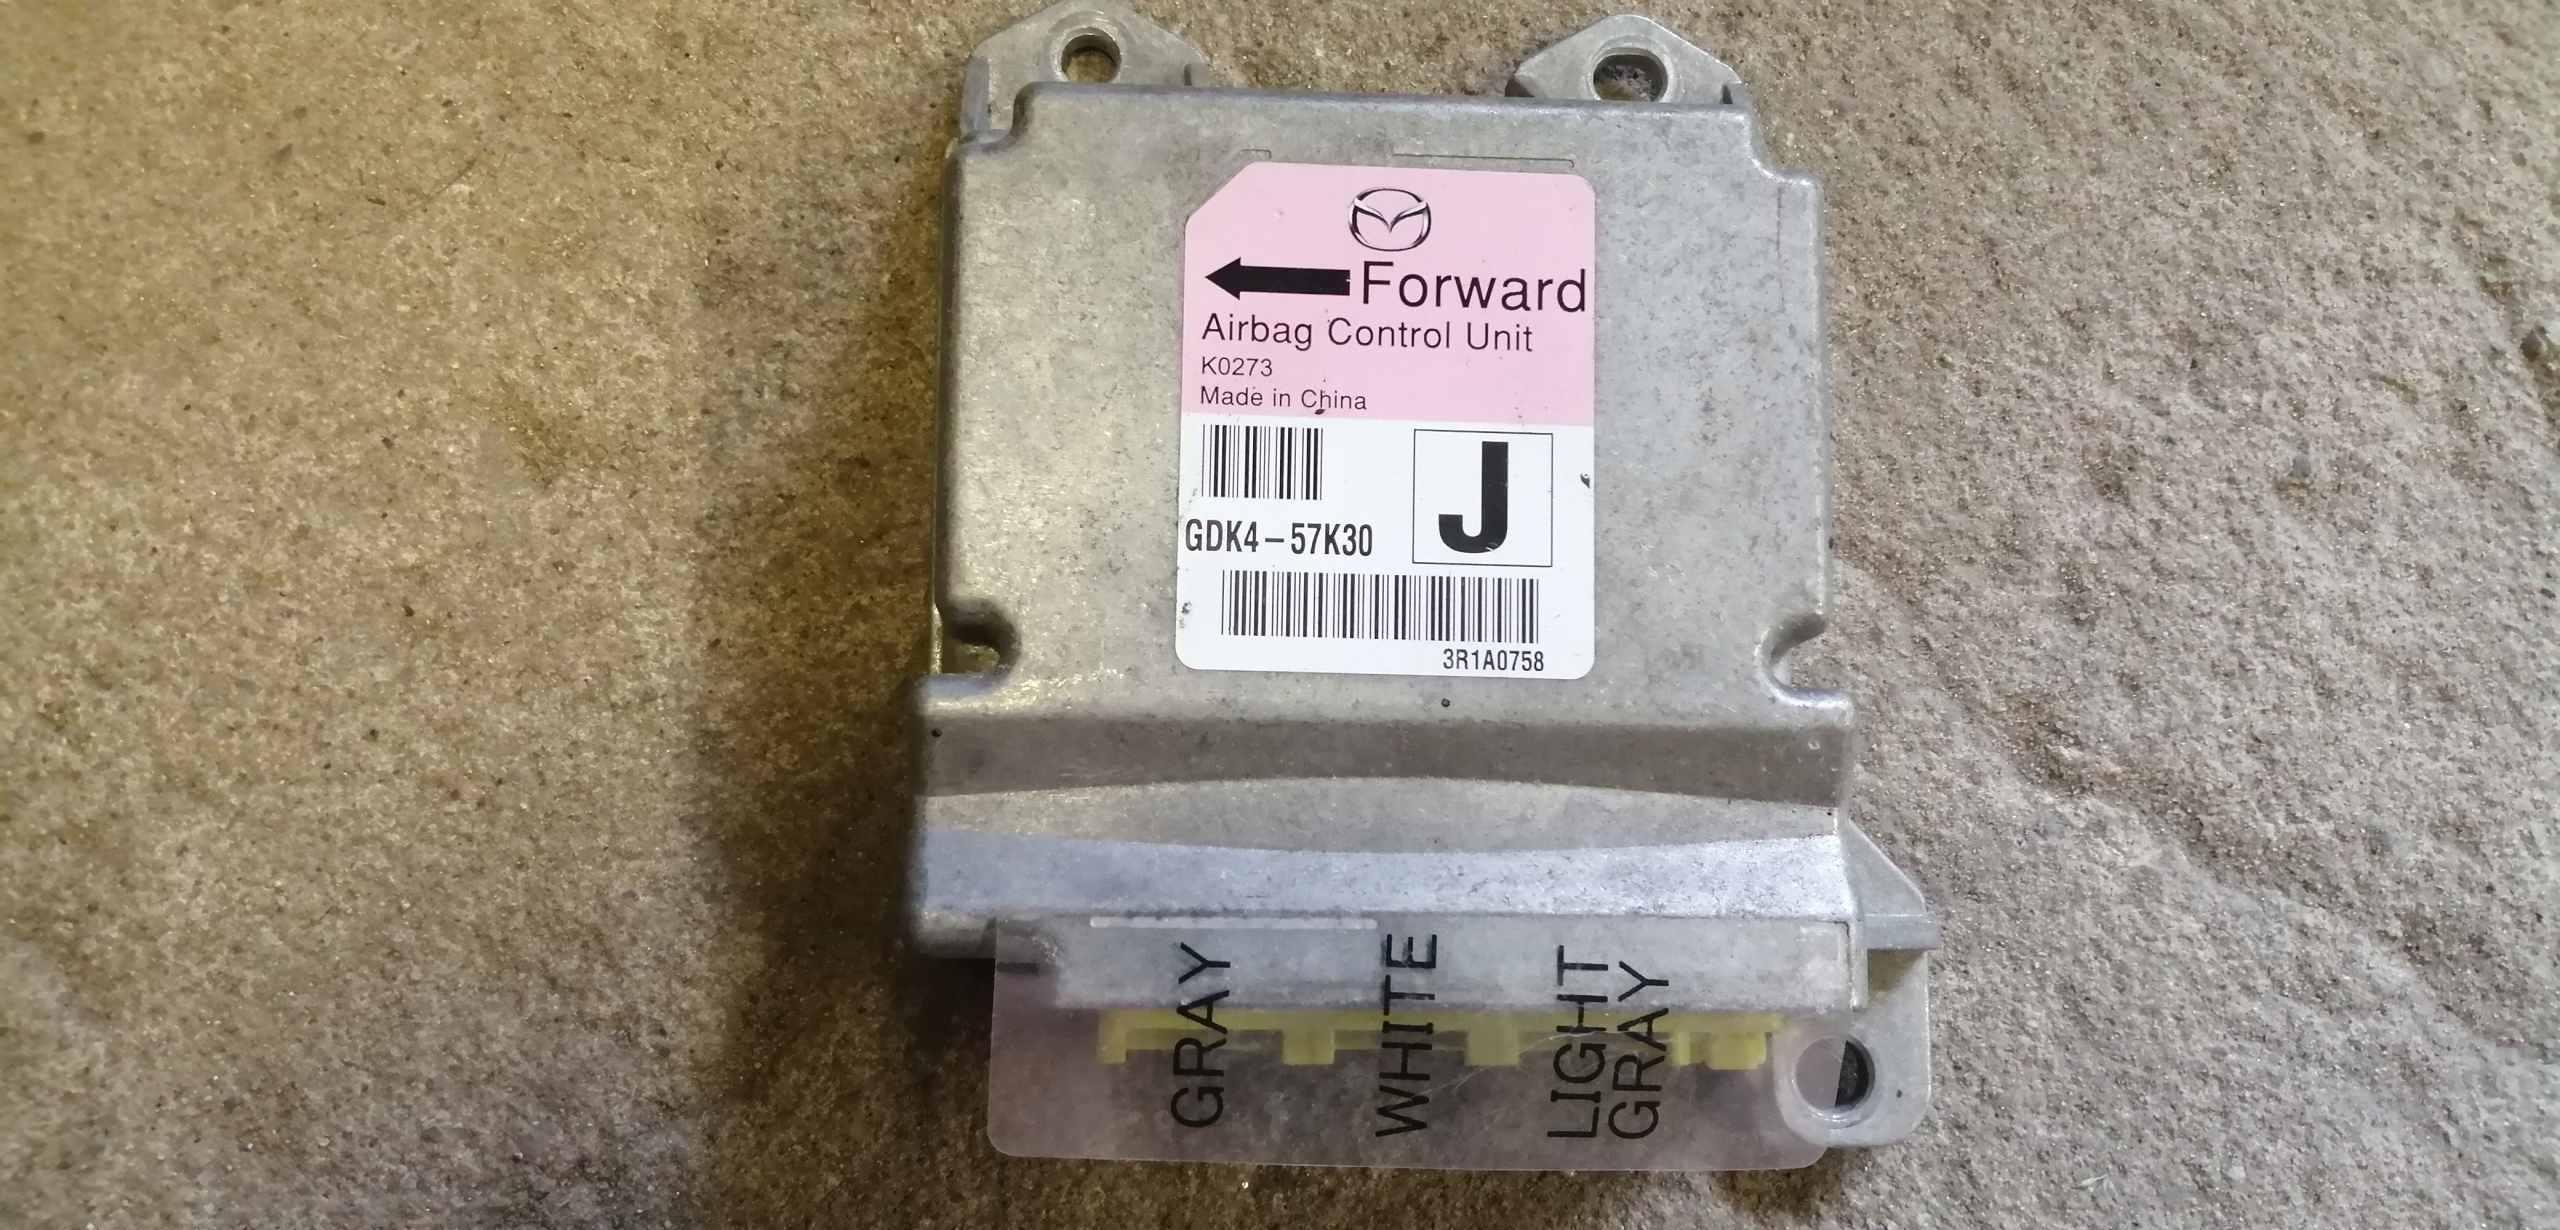 Forward
Airbag Control Unit
K0273
Made in China
J
GDK4-57K30
3R1A0758
GRAY
WHITE
LIGHT
GRAY